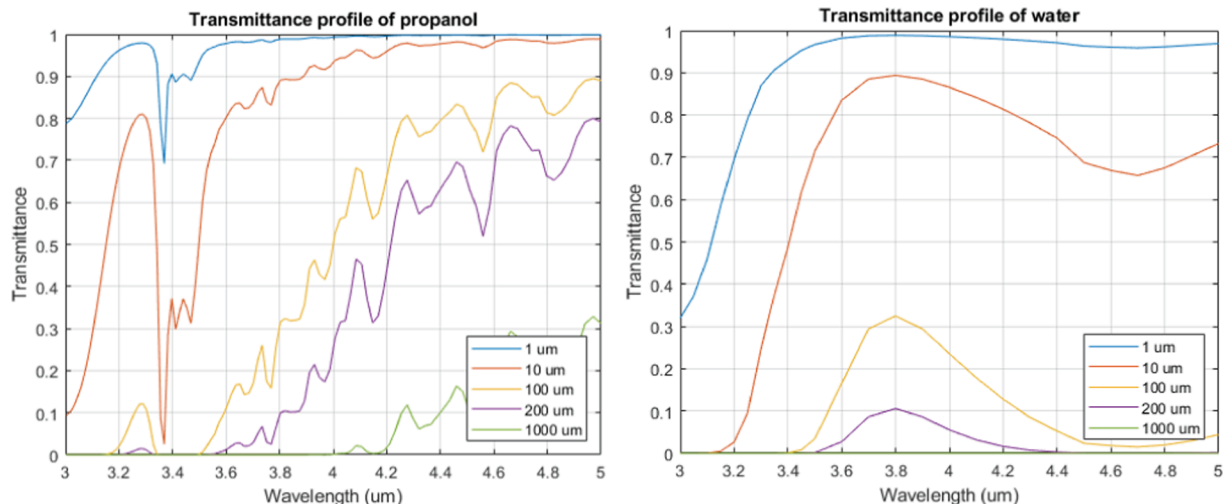 Transmittance profile of propanol
1
0.9
0.8
0.7
0.6
0.5
0.4
0.3
0.2
0.1
0
Transmittance
1 um
10 um
100 um
200 um
1000 um
3 3.2 3.4 3.6 3.8 4 4.2 4.4 4.6 4.8 5
Wavelength (um)
Transmittance profile of water
1
0.9
0.8
0.7
0.6
0.5
0.4
0.3
0.2
0.1
0
Transmittance
1 um
10 um
100 um
200 um
1000 um
3 3.2 3.4 3.6 3.8 4 4.2 4.4 4.6 4.8 5
Wavelength (um)